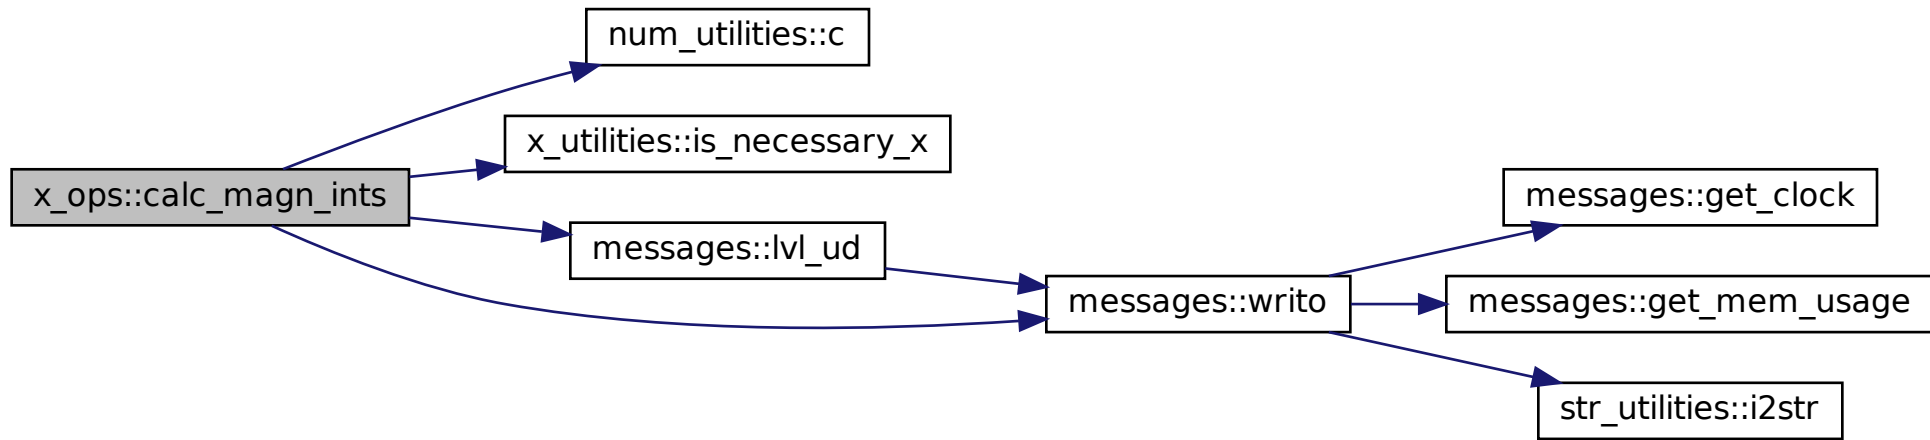 num_utilities::c
x_utilities::is_necessary_x
x_ops::calc_magn_ints
messages::get_clock
messages::lvl_ud
messages::writo
messages::get_mem_usage
str_utilities::i2str